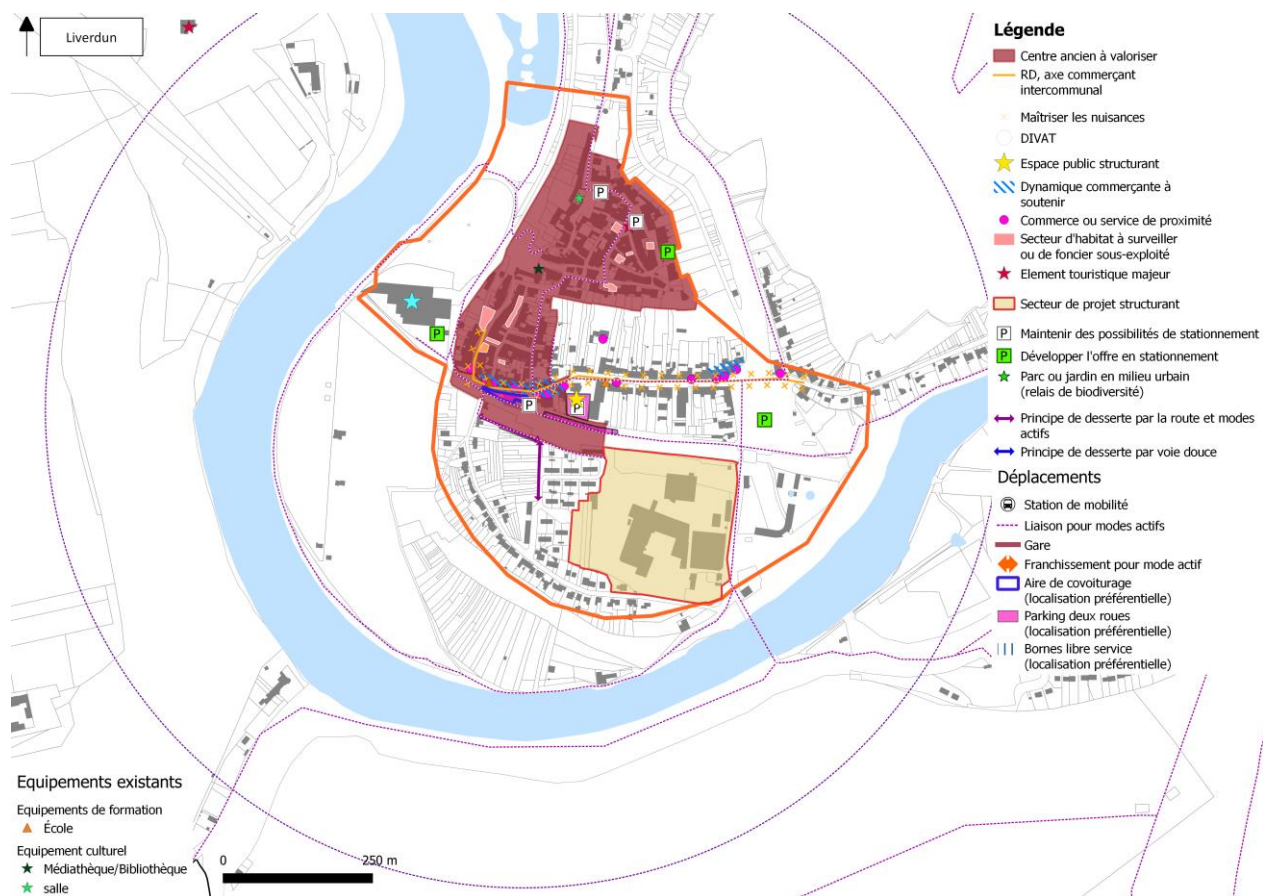 Liverdun
Légende
Centre ancien à valoriser
RD, axe commerçant
intercommunal
Maîtriser les nuisances
DIVAT
Espace public structurant
Dynamique commerçante à
soutenir
Commerce ou service de proximité
Secteur d'habitat à surveiller
ou de foncier sous-exploité
Element touristique majeur
Secteur de projet structurant
P Maintenir des possibilités de stationnement
P Développer l'offre en stationnement
Parc ou jardin en milieu urbain
(relais de biodiversité)
Principe de desserte par la route et modes
actifs
Principe de desserte par voie douce
Déplacements
Station de mobilité
Liaison pour modes actifs
Gare
Franchissement pour mode actif
Aire de covoiturage
(localisation préférentielle)
Parking deux roues
(localisation préférentielle)
Bornes libre service
(localisation préférentielle)
P
P
P
P
P
P
P
Equipements existants
Equipements de formation
École
Equipement culturel
Médiathèque/Bibliothèque
salle
0 250 m